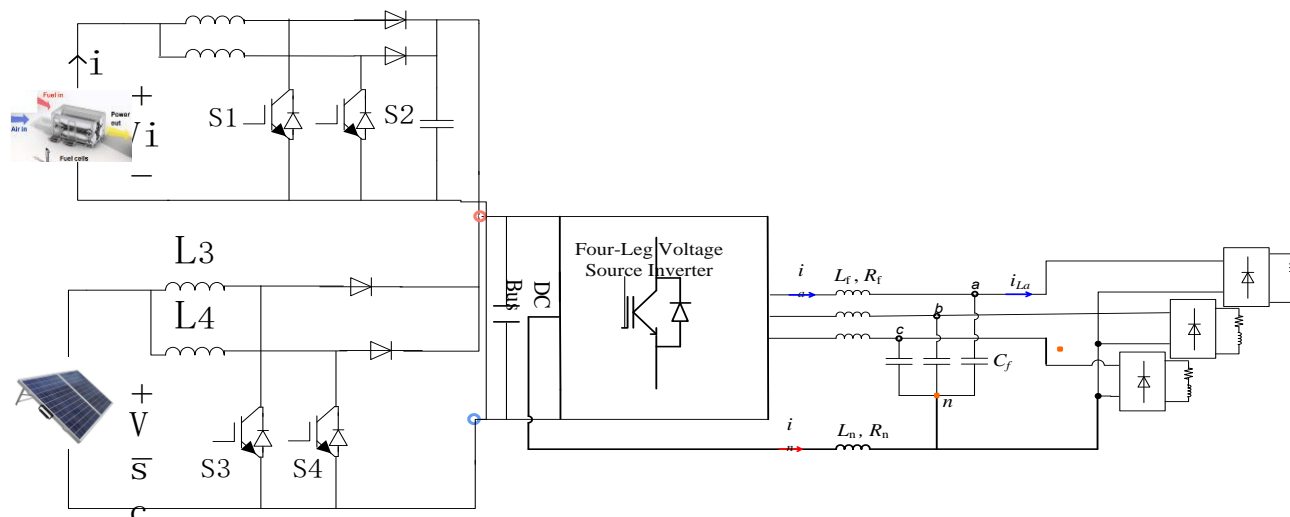 i
Fuel in
+
Power
out
Air in
Vi
Fuel cells
−
S1
S2
L3
L4
+
V
s
c
S3
S4
DC
Bus
Four-Leg Voltage
Source Inverter
i
a
Lf, Rf
a
iLa
b
c
Cf
n
i
n
Ln, Rn